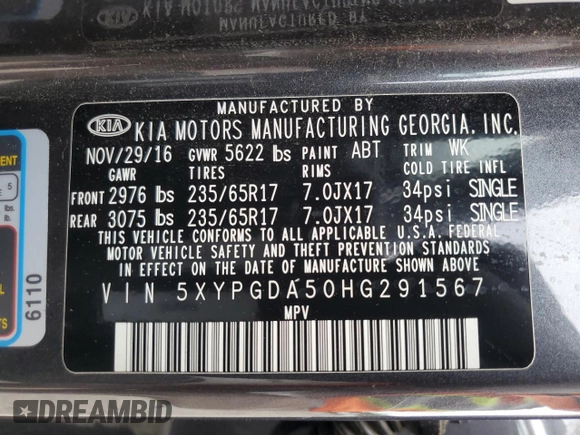 MANUFACTURED BY
KIA KIA MOTORS MANUFACTURING GEORGIA, INC.
NOV/29/16 GVWR 5622 lbs PAINT ABT TRIM WK
GAWR TIRES RIMS COLD TIRE INFL
FRONT 2976 lbs 235/65R17 7.0JX17 34psi SINGLE
REAR 3075 lbs 235/65R17 7.0JX17 34psi SINGLE
THIS VEHICLE CONFORMS TO ALL APPLICABLE U.S.A. FEDERAL
MOTOR VEHICLE SAFETY AND THEFT PREVENTION STANDARDS
IN EFFECT ON THE DATE OF MANUFACTURE SHOWN ABOVE.
VIN 5XYPGDA50HG291567
MPV
6110
DREAMBID